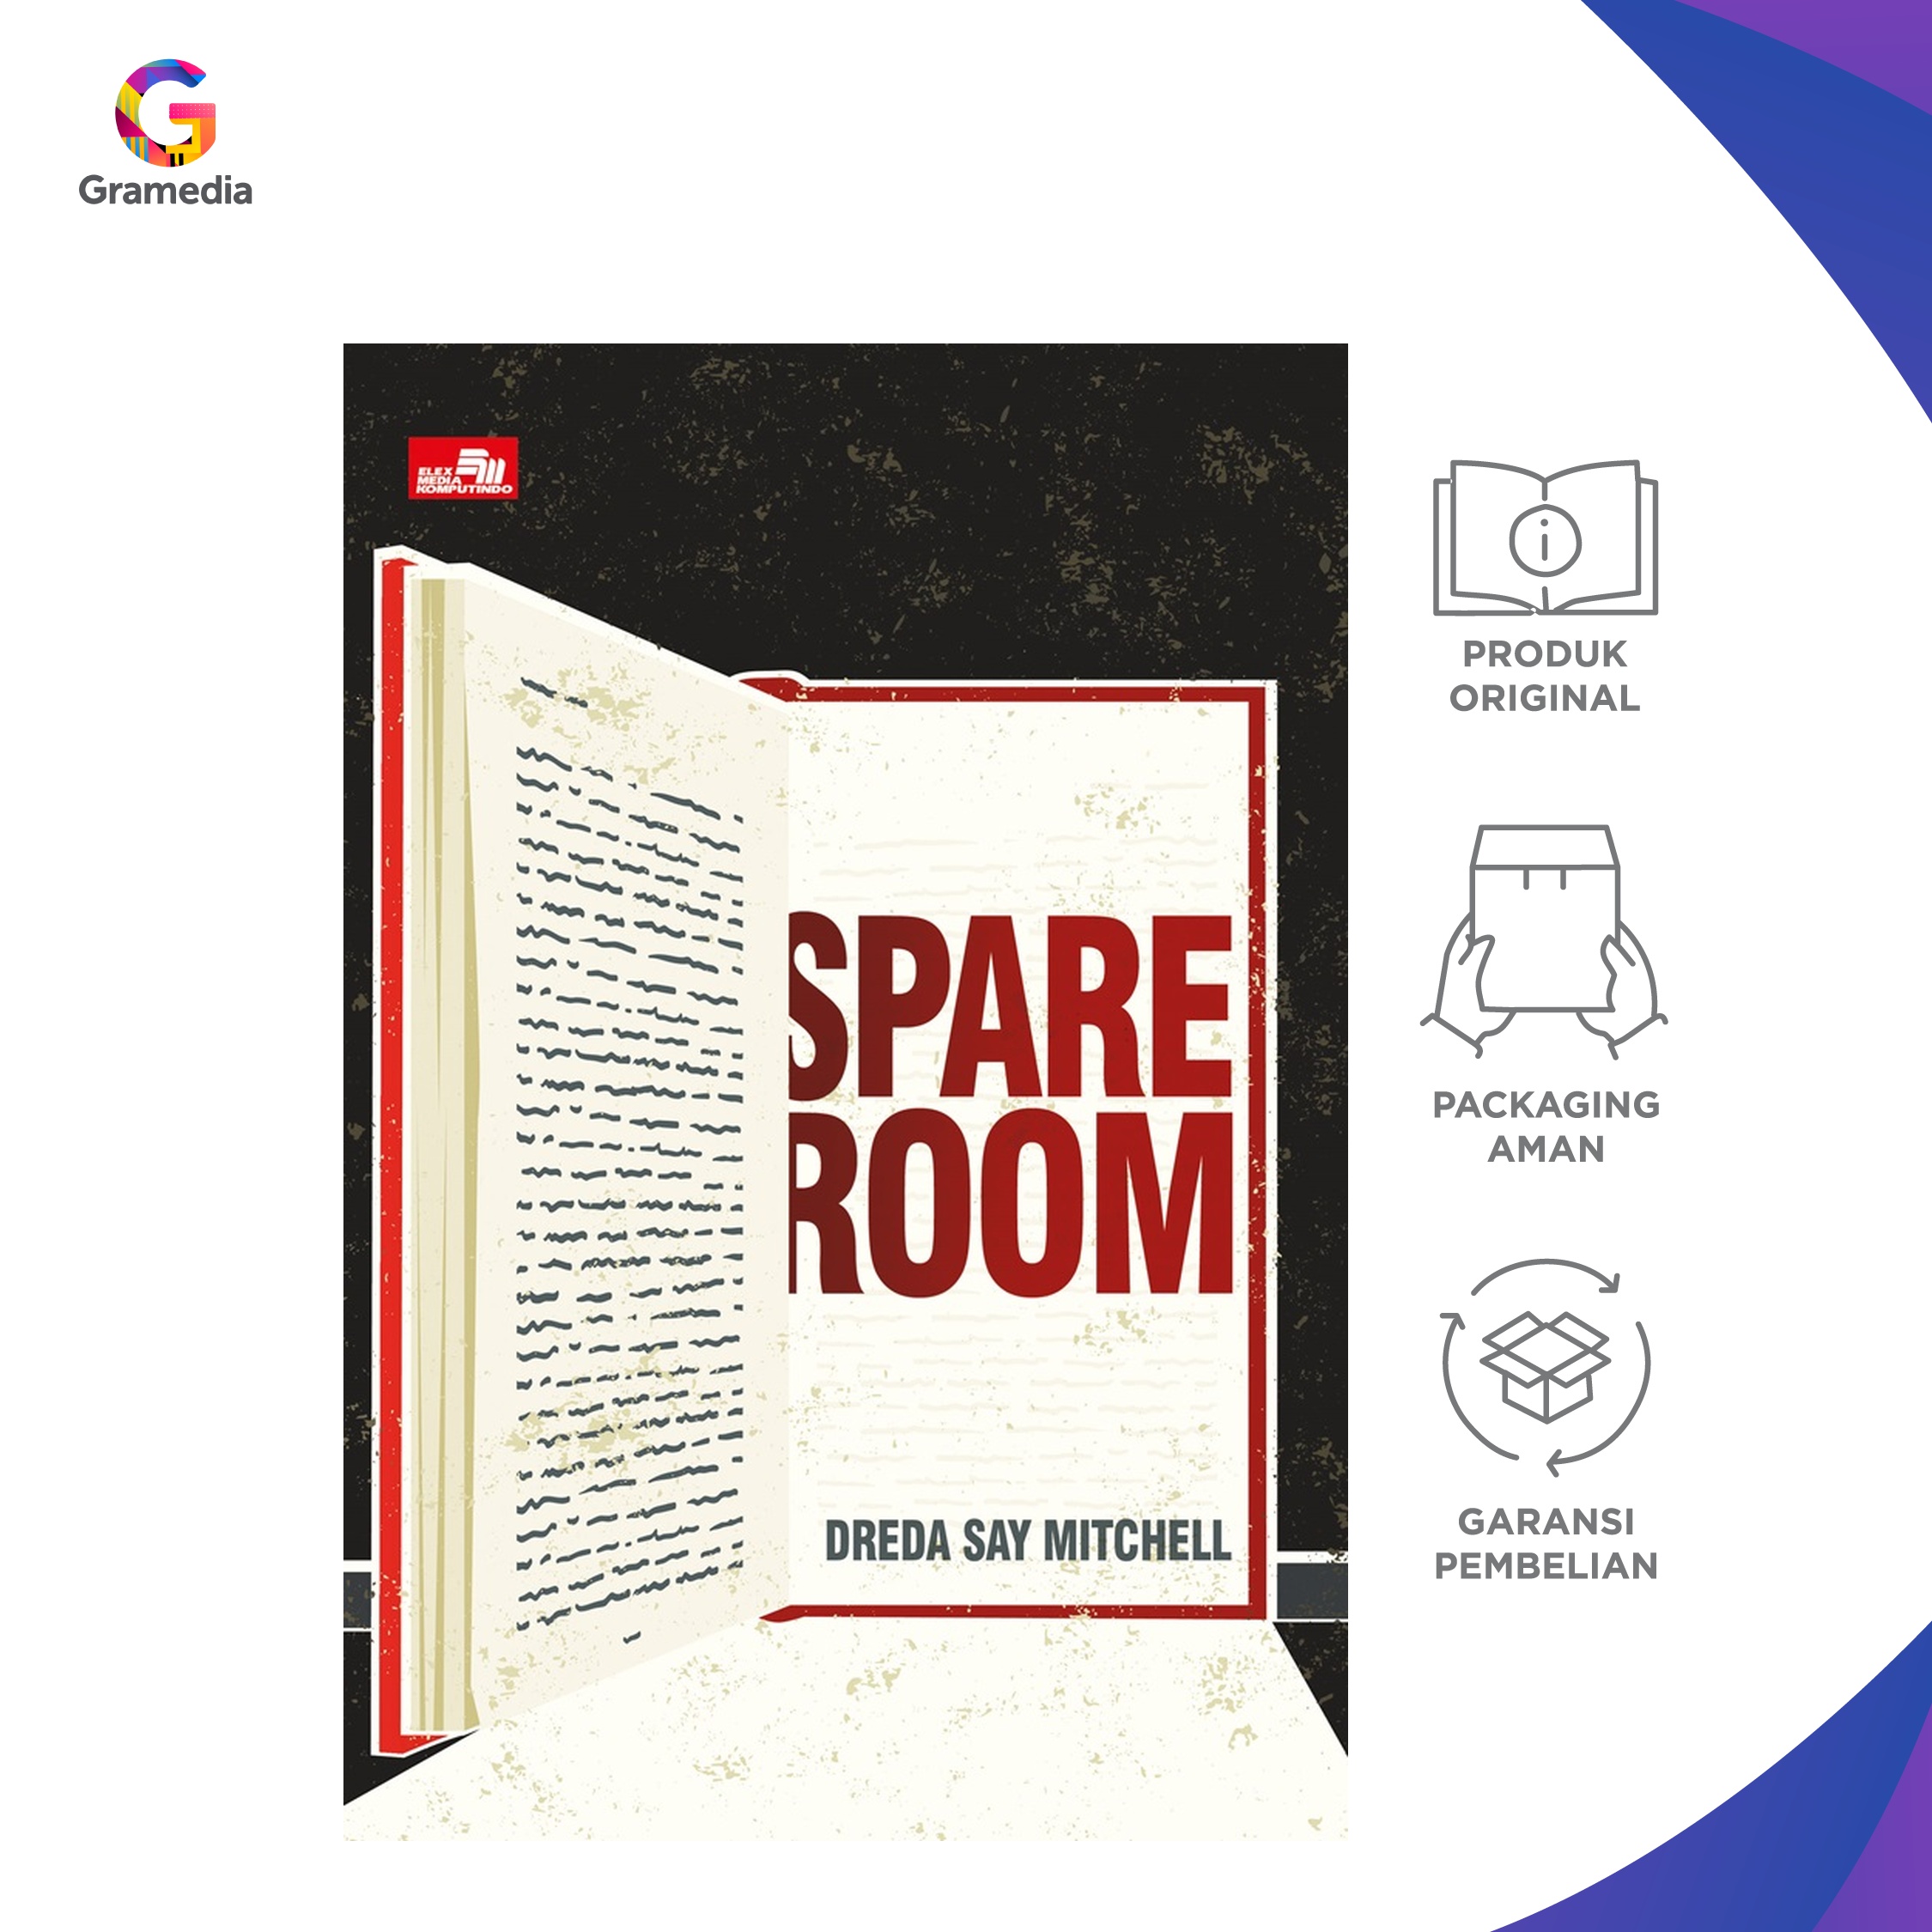 Gramedia
ELEX
MEDIA
KOMPUTINDO
SPARE
ROOM
DREDA SAY MITCHELL
PRODUK
ORIGINAL
PACKAGING
AMAN
GARANSI
PEMBELIAN